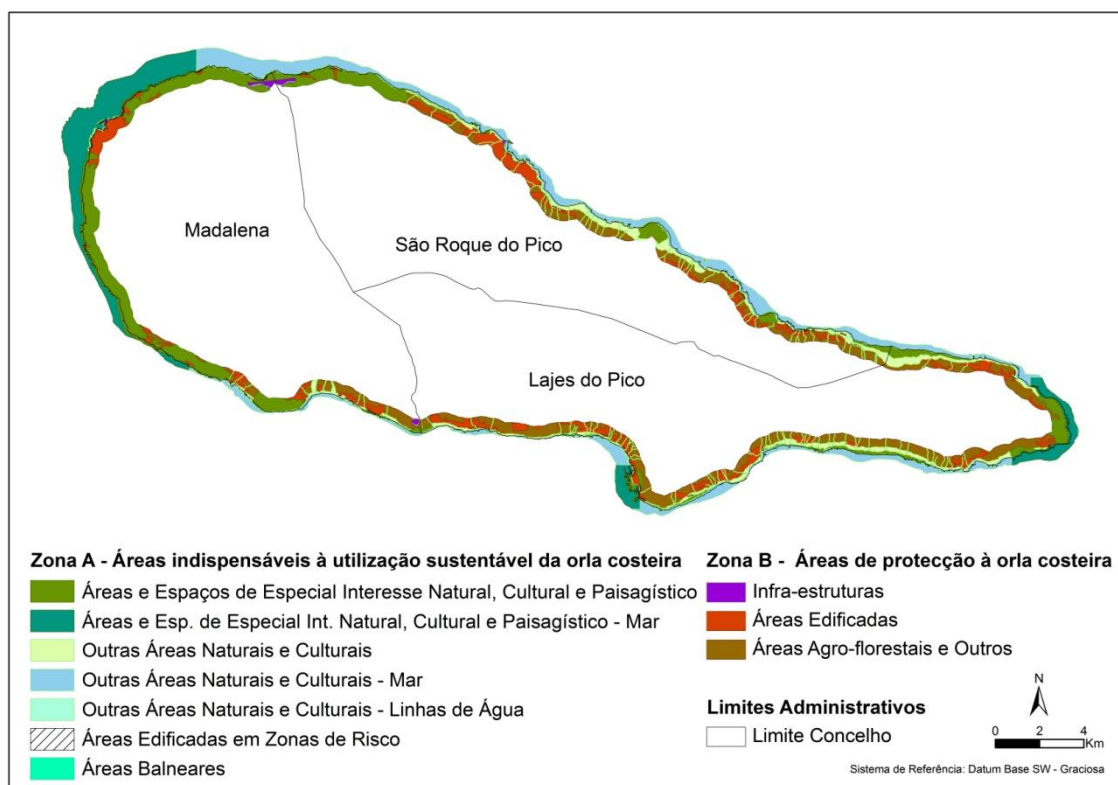 Madalena
São Roque do Pico
Lajes do Pico
Zona A - Áreas indispensáveis à utilização sustentável da orla costeira
Áreas e Espaços de Especial Interesse Natural, Cultural e Paisagístico
Áreas e Esp. de Especial Int. Natural, Cultural e Paisagístico - Mar
Outras Áreas Naturais e Culturais
Outras Áreas Naturais e Culturais - Mar
Outras Áreas Naturais e Culturais - Linhas de Água
Áreas Edificadas em Zonas de Risco
Áreas Balneares
Zona B - Áreas de protecção à orla costeira
Infra-estruturas
Áreas Edificadas
Áreas Agro-florestais e Outros
Limites Administrativos
Limite Concelho
N
0 2 4
Km
Sistema de Referência: Datum Base SW - Graciosa